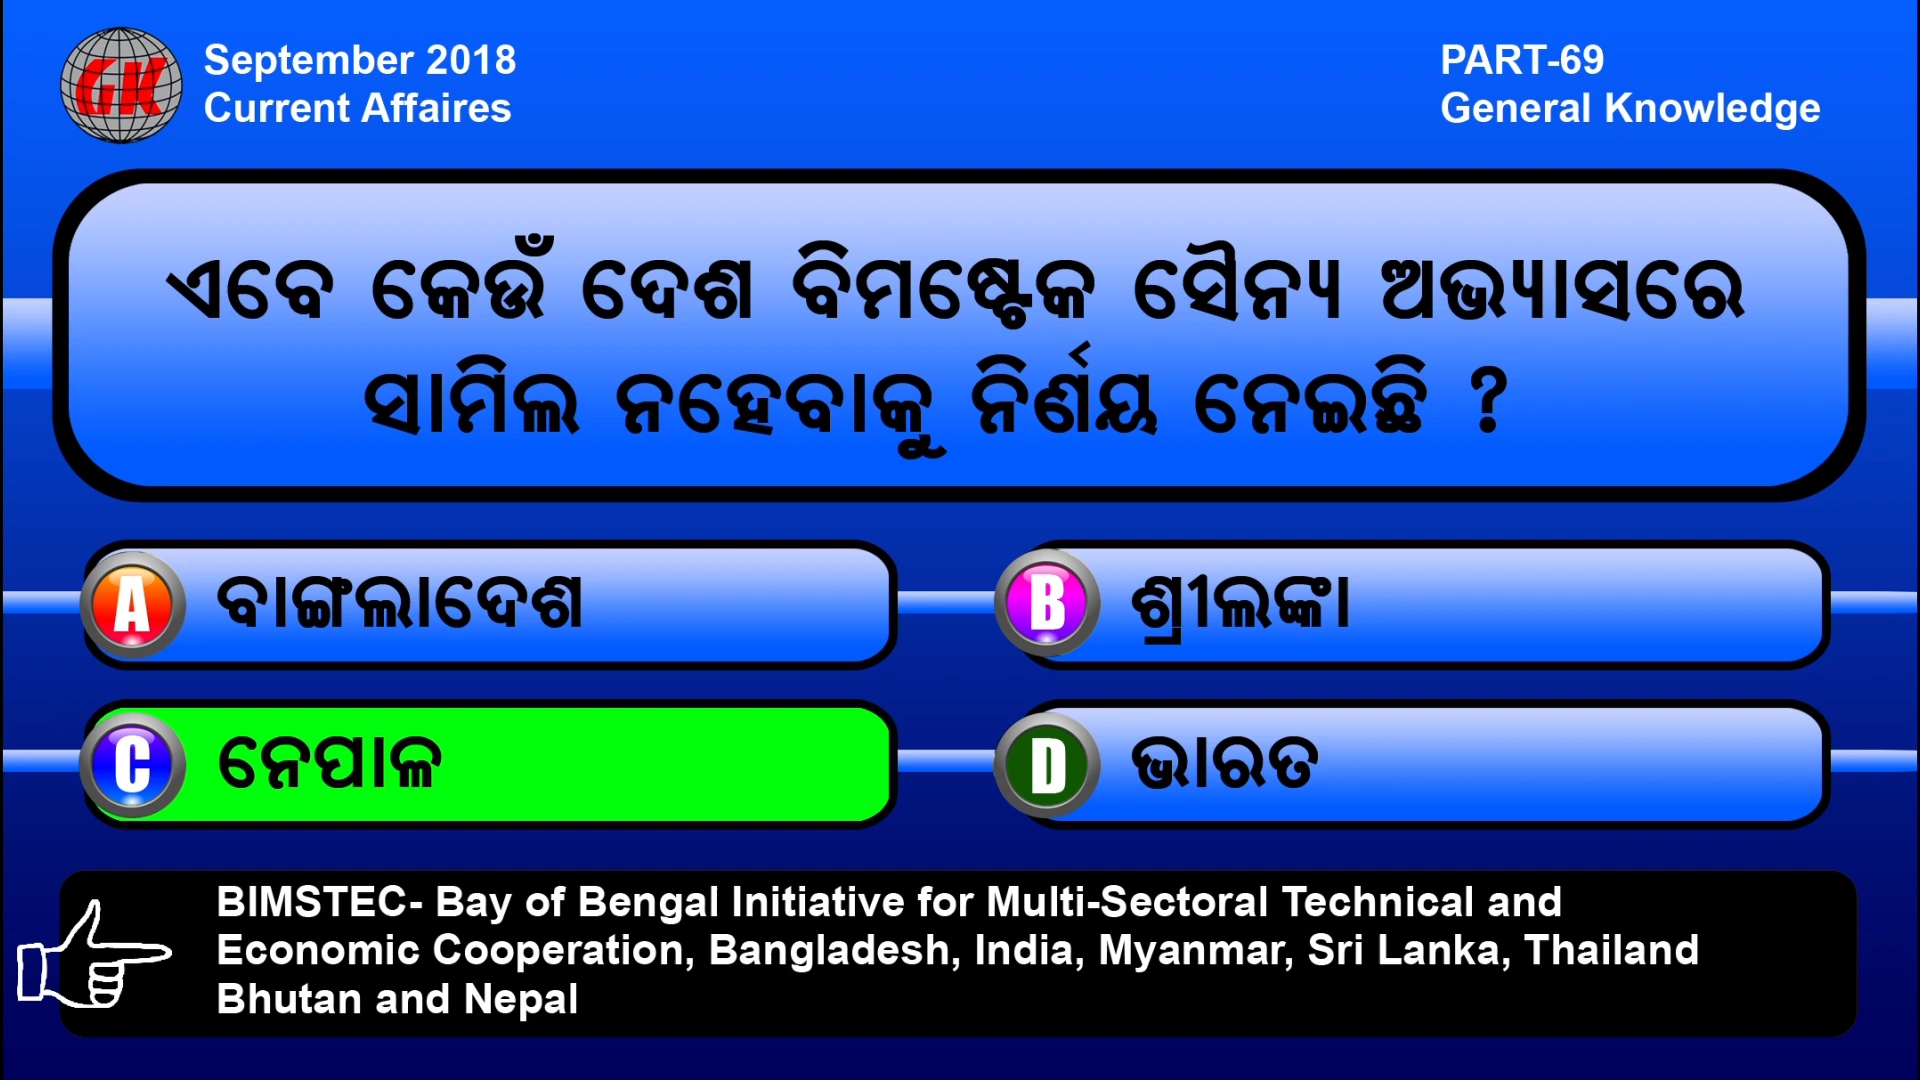 GK
September 2018
Current Affaires
PART-69
General Knowledge
ଏବେ କେଉଁ ଦେଶ ବିମଷ୍ଟେକ ସୈନ୍ୟ ଅଭ୍ୟାସରେ
ସାମିଲ ନହେବାକୁ ନିର୍ଣୟ ନେଇଛି ?
A ବାଙ୍ଗଲାଦେଶ
B ଶ୍ରୀଲଙ୍କା
C ନେପାଳ
D ଭାରତ
BIMSTEC- Bay of Bengal Initiative for Multi-Sectoral Technical and
Economic Cooperation, Bangladesh, India, Myanmar, Sri Lanka, Thailand
Bhutan and Nepal